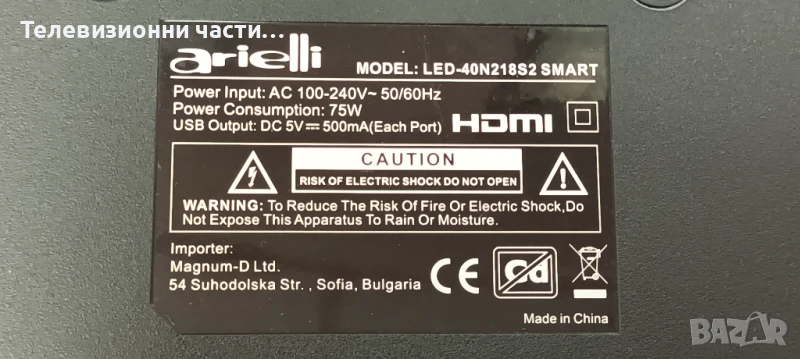 Телевизионни части...
arielli
MODEL: LED-40N218S2 SMART
Power Input: AC 100-240V~ 50/60Hz
Power Consumption: 75W
USB Output: DC 5V⎓500mA(Each Port)
HDMI
CAUTION
RISK OF ELECTRIC SHOCK DO NOT OPEN
WARNING: To Reduce The Risk Of Fire Or Electric Shock,Do
Not Expose This Apparatus To Rain Or Moisture.
Importer:
Magnum-D Ltd.
54 Suhodolska Str. , Sofia, Bulgaria
CE
Cd
Made in China
BAZAR